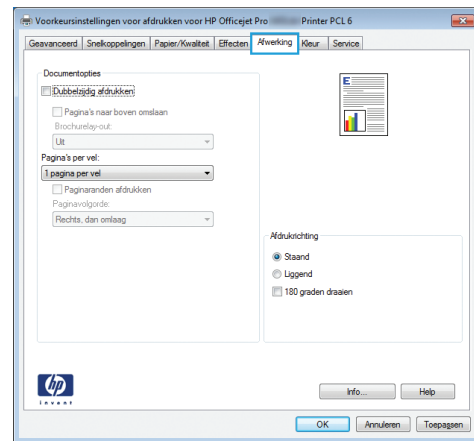 Voorkeursinstellingen voor afdrukken voor HP Officejet Pro Printer PCL 6
Geavanceerd Snelkoppelingen Papier/Kwaliteit Effecten Afwerking Kleur Service
Documentopties
Dubbelzijdig afdrukken
Pagina's naar boven omslaan
Brochurelay-out:
Uit
Pagina's per vel:
1 pagina per vel
Paginaranden afdrukken
Paginavolgorde:
Rechts, dan omlaag
E
Afdrukrichting
Staand
Liggend
180 graden draaien
hp
invent
Info... Help
OK Annuleren Toepassen